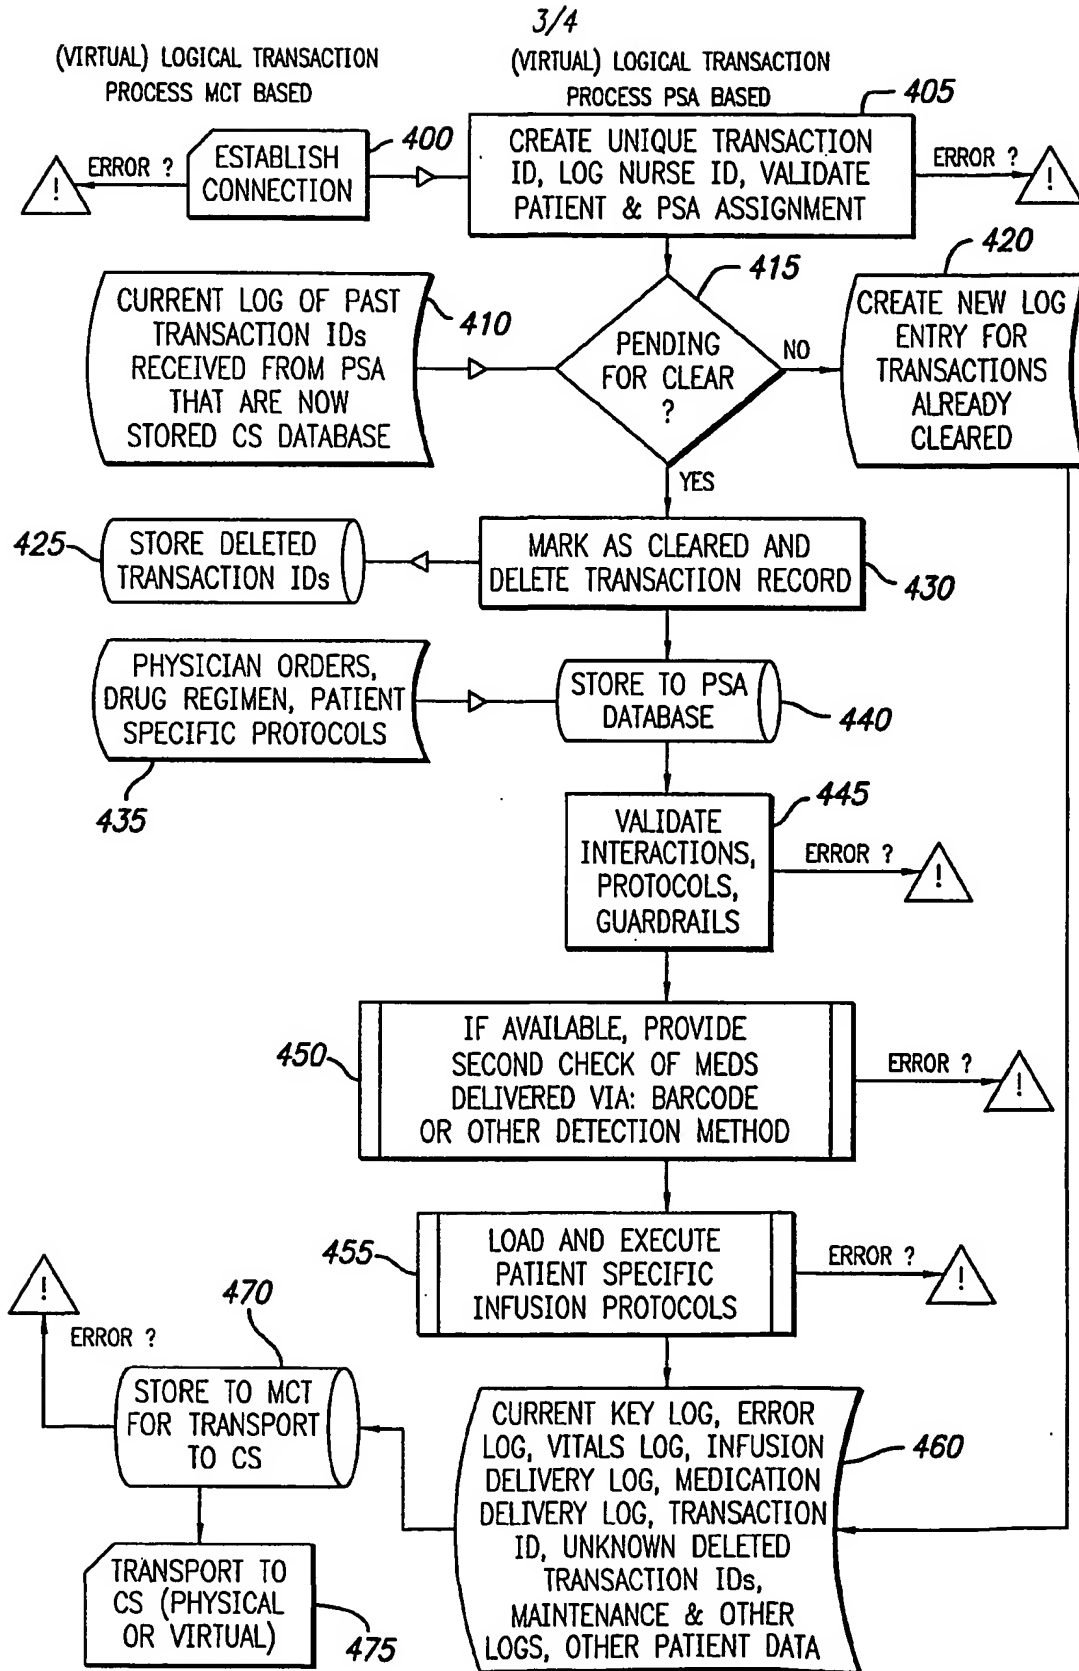 3/4
(VIRTUAL) LOGICAL TRANSACTION
PROCESS MCT BASED
(VIRTUAL) LOGICAL TRANSACTION
PROCESS PSA BASED
405
400
ERROR ?
!
ESTABLISH
CONNECTION
CREATE UNIQUE TRANSACTION
ID, LOG NURSE ID, VALIDATE
PATIENT & PSA ASSIGNMENT
ERROR ?
!
420
415
CURRENT LOG OF PAST
TRANSACTION IDs
RECEIVED FROM PSA
THAT ARE NOW
STORED CS DATABASE
410
PENDING
FOR CLEAR
?
NO
CREATE NEW LOG
ENTRY FOR
TRANSACTIONS
ALREADY
CLEARED
YES
425
STORE DELETED
TRANSACTION IDs
MARK AS CLEARED AND
DELETE TRANSACTION RECORD
430
PHYSICIAN ORDERS,
DRUG REGIMEN, PATIENT
SPECIFIC PROTOCOLS
435
STORE TO PSA
DATABASE
440
445
VALIDATE
INTERACTIONS,
PROTOCOLS,
GUARDRAILS
ERROR ?
!
450
IF AVAILABLE, PROVIDE
SECOND CHECK OF MEDS
DELIVERED VIA: BARCODE
OR OTHER DETECTION METHOD
ERROR ?
!
455
LOAD AND EXECUTE
PATIENT SPECIFIC
INFUSION PROTOCOLS
ERROR ?
!
!
ERROR ?
470
STORE TO MCT
FOR TRANSPORT
TO CS
CURRENT KEY LOG, ERROR
LOG, VITALS LOG, INFUSION
DELIVERY LOG, MEDICATION
DELIVERY LOG, TRANSACTION
ID, UNKNOWN DELETED
TRANSACTION IDs,
MAINTENANCE & OTHER
LOGS, OTHER PATIENT DATA
460
TRANSPORT TO
CS (PHYSICAL
OR VIRTUAL)
475